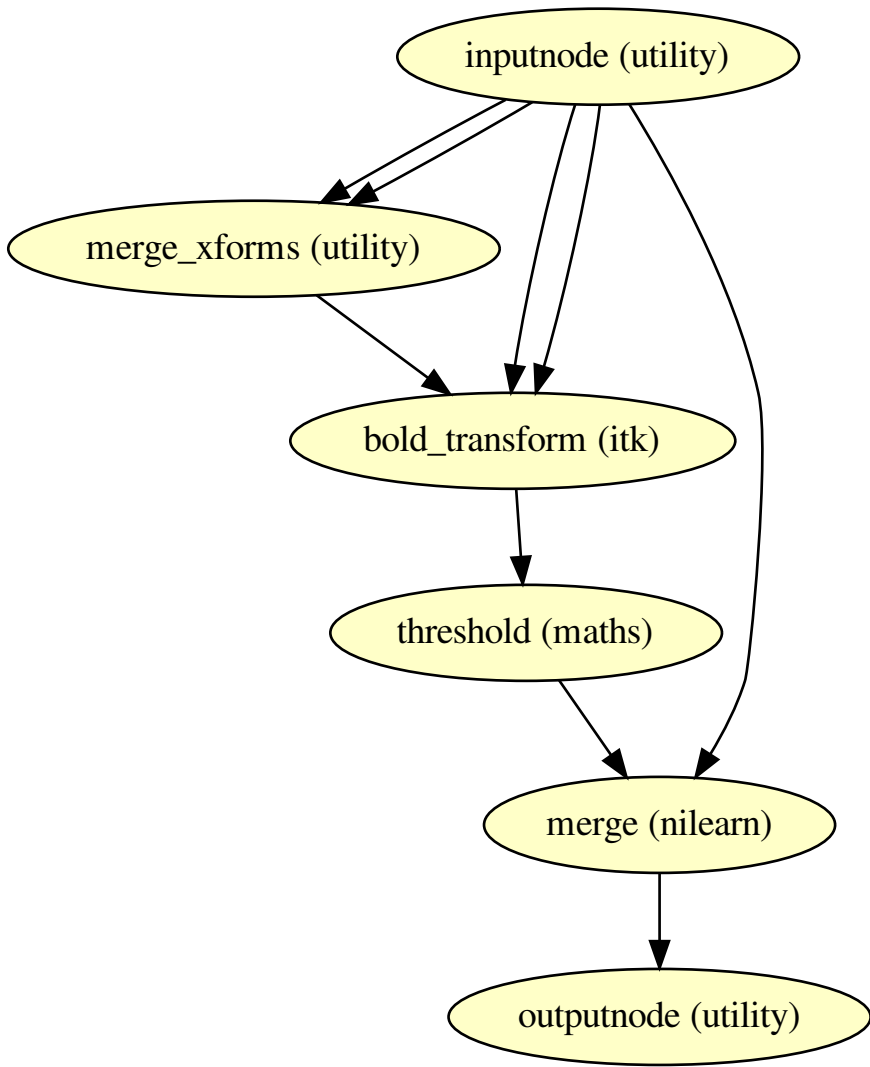 inputnode (utility)
merge_xforms (utility)
bold_transform (itk)
threshold (maths)
merge (nilearn)
outputnode (utility)